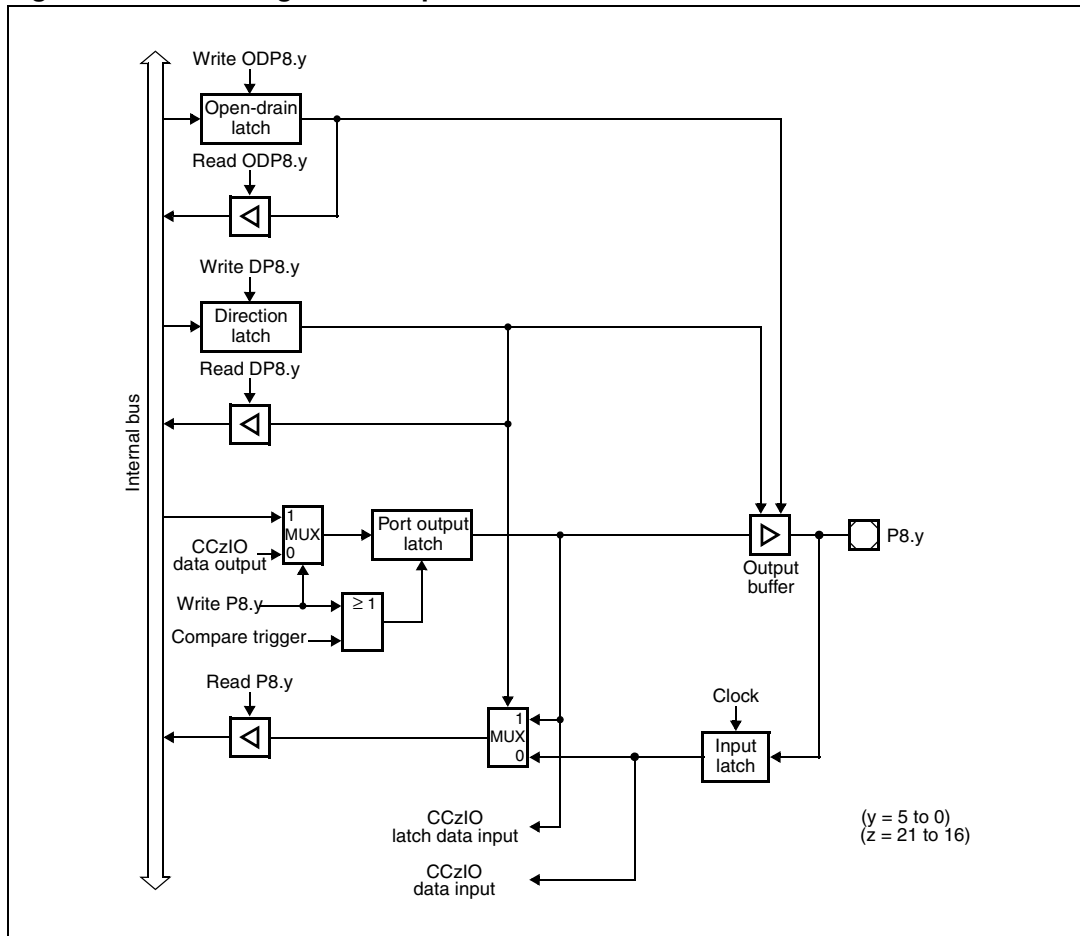 Write ODP8.y
Open-drain
latch
Read ODP8.y
Write DP8.y
Direction
latch
Read DP8.y
Internal bus
1
MUX
0
CCzIO
data output
Port output
latch
Write P8.y
≥ 1
Compare trigger
Output
buffer
P8.y
Read P8.y
1
MUX
0
Clock
Input
latch
CCzIO
latch data input
CCzIO
data input
(y = 5 to 0)
(z = 21 to 16)